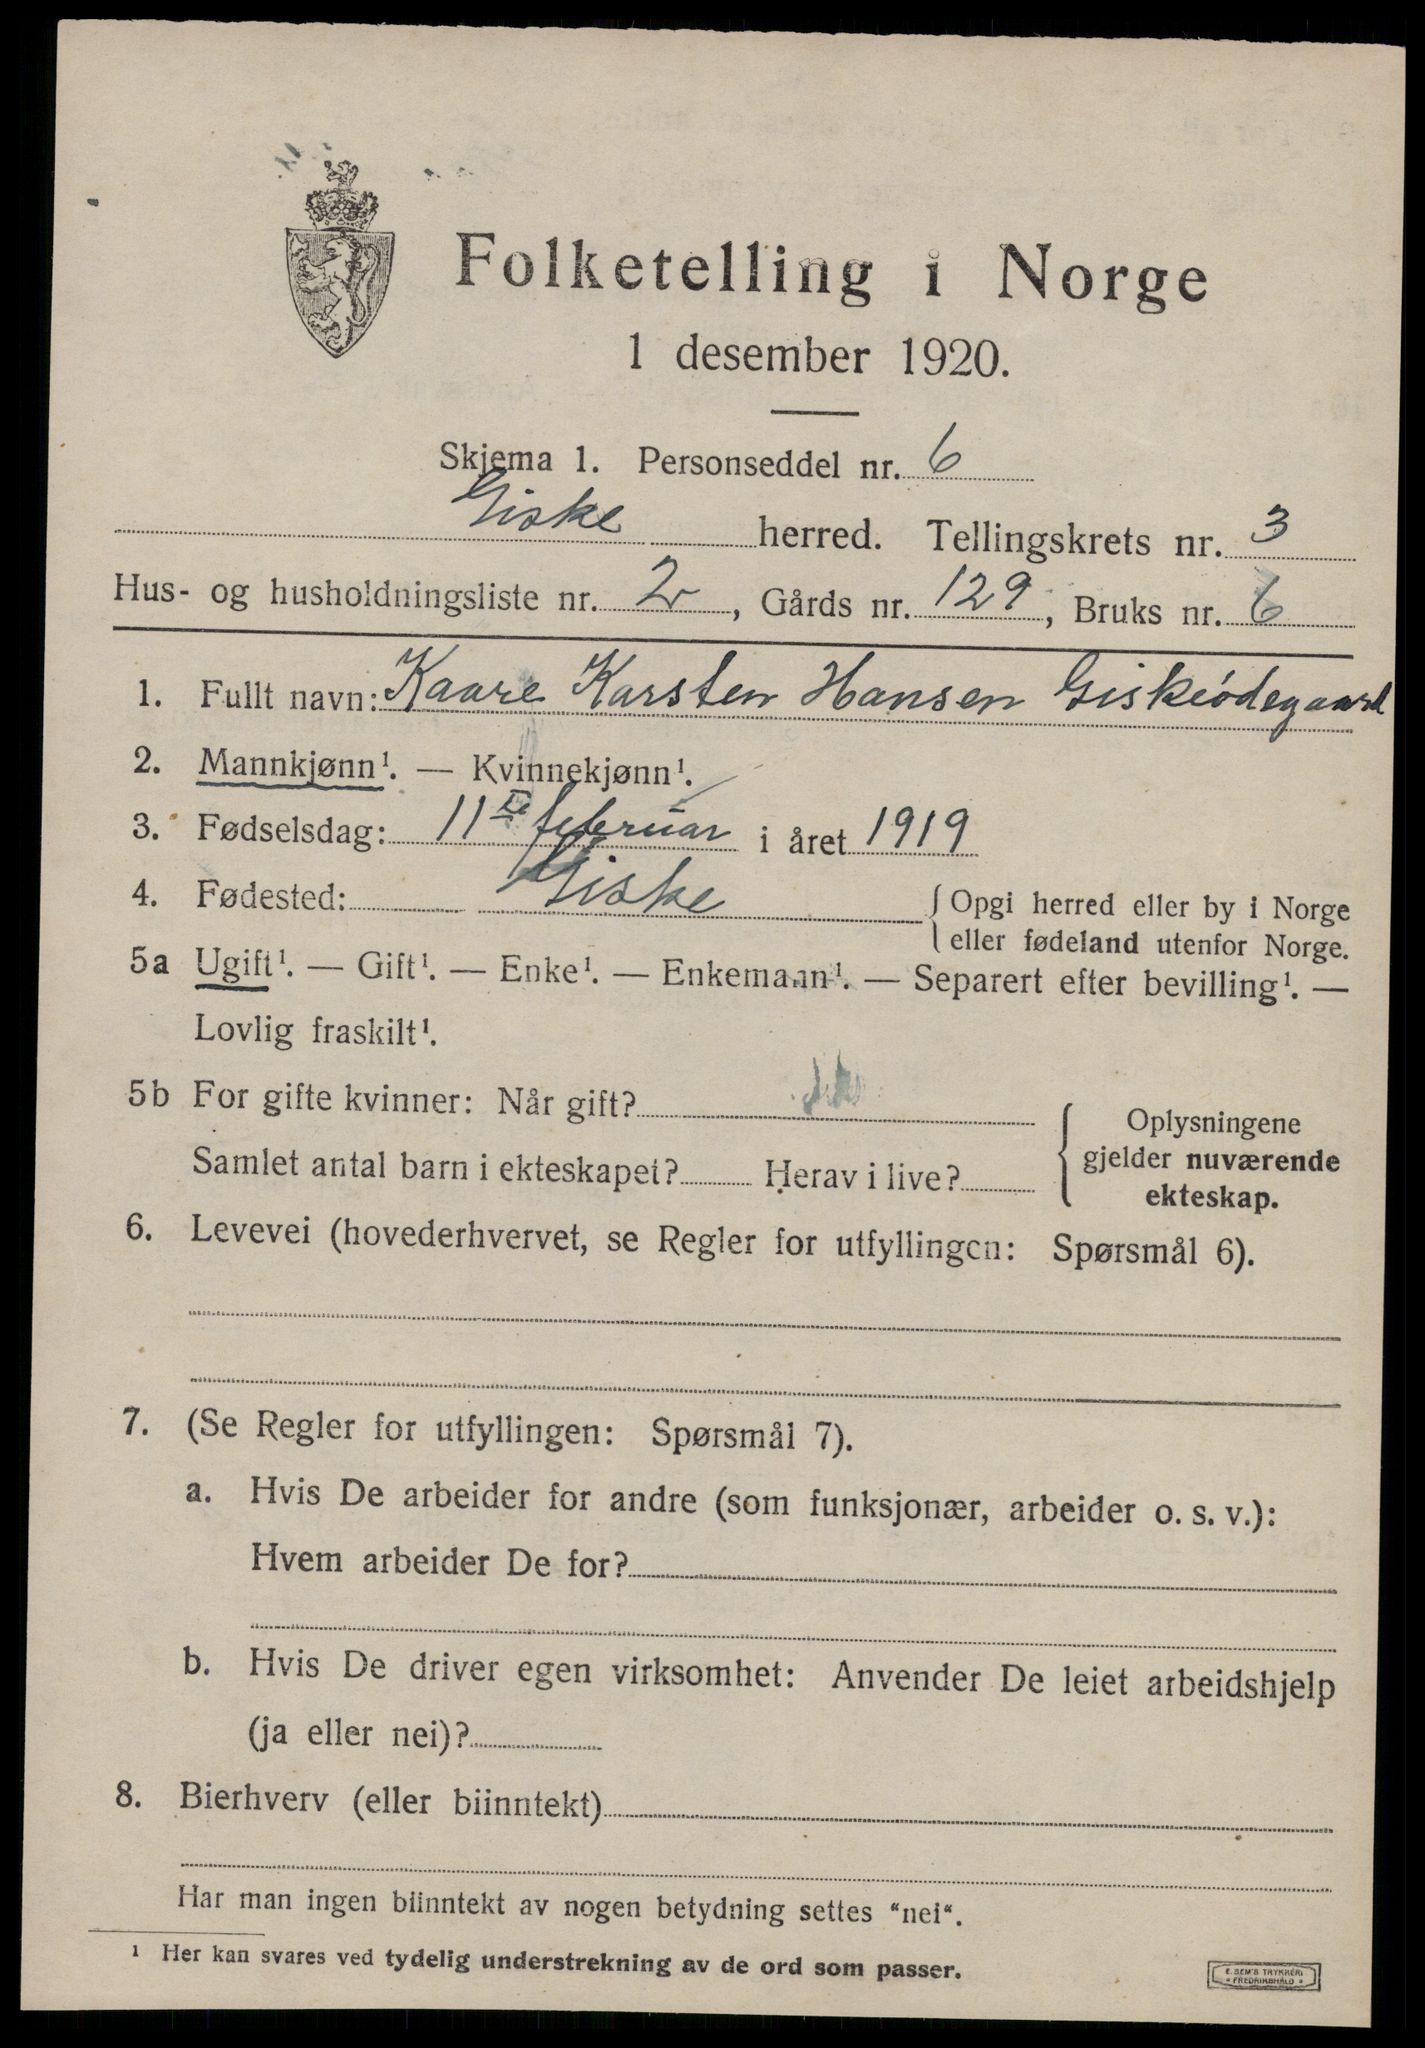 Folketelling i Norge
1 desember 1920.
Skjema 1. Personseddel nr. 6
Giske herred. Tellingskrets nr. 3
Hus- og husholdningsliste nr. 2, Gårds nr. 129, Bruks nr. 6
1. Fullt navn: Kaare Karsten Hansen Giskeødegaard
2. Mannkjønn¹. — Kvinnekjønn¹.
3. Fødselsdag: 11te februar i året 1919
4. Fødested: Giske {Opgi herred eller by i Norge
eller fødeland utenfor Norge.
5a Ugift¹. — Gift¹. — Enke¹. — Enkemann¹. — Separert efter bevilling¹. —
Lovlig fraskilt¹.
5b For gifte kvinner: Når gift?
Samlet antal barn i ekteskapet? Herav i live?
Oplysningene
gjelder nuværende
ekteskap.
6. Levevei (hovederhvervet, se Regler for utfyllingen: Spørsmål 6).
7. (Se Regler for utfyllingen: Spørsmål 7).
a. Hvis De arbeider for andre (som funksjonær, arbeider o. s. v.):
Hvem arbeider De for?
b. Hvis De driver egen virksomhet: Anvender De leiet arbeidshjelp
(ja eller nei)?
8. Bierhverv (eller biinntekt)
Har man ingen biinntekt av nogen betydning settes "nei".
¹ Her kan svares ved tydelig understrekning av de ord som passer.
E. SEM'S TRYKKERI
* FREDRIKSHALD *